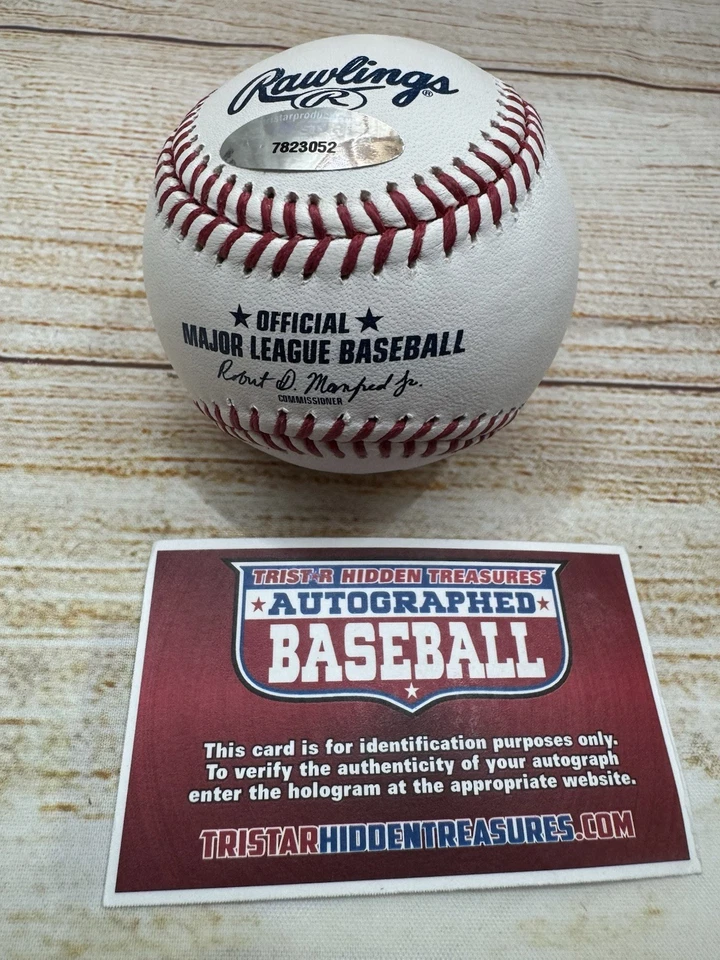 Rawlings
R ®
7823052
★ OFFICIAL ★
MAJOR LEAGUE BASEBALL
Robert D. Manfred Jr.
COMMISSIONER
TRIST★R HIDDEN TREASURES
★AUTOGRAPHED★
BASEBALL
This card is for identification purposes only.
To verify the authenticity of your autograph
enter the hologram at the appropriate website.
TRISTARHIDDENTREASURES.COM